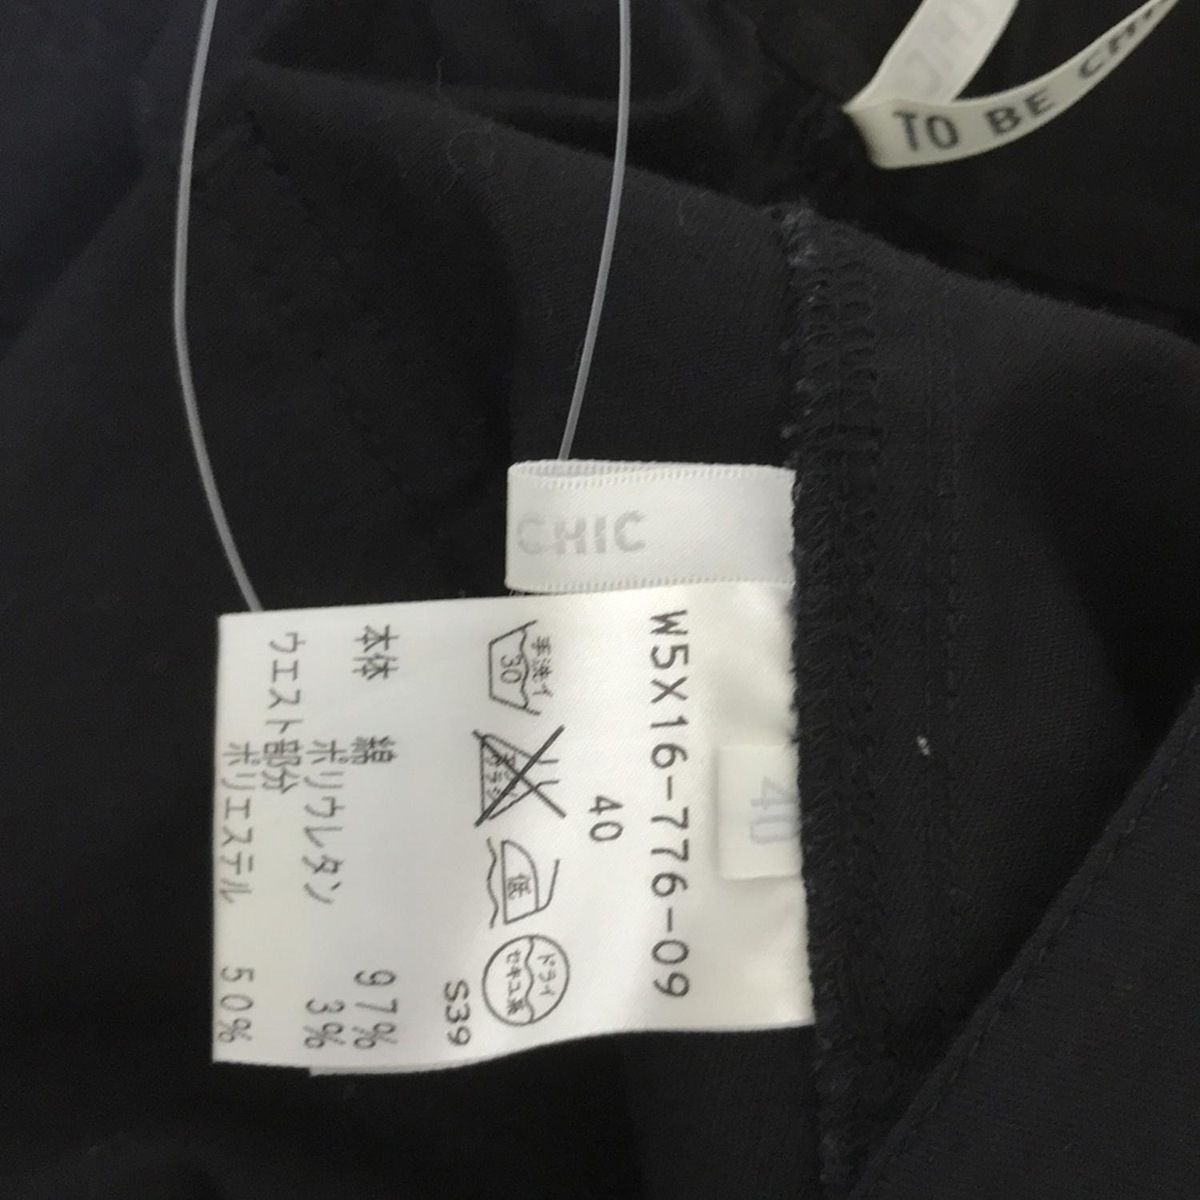 TO BE CHIC
CHIC
40
W5X16-776-09
40
手洗イ
30
低
ドライ
セキユ系
S39
本体 綿 97%
ポリウレタン 3%
ウエスト部分
ポリエステル 50%